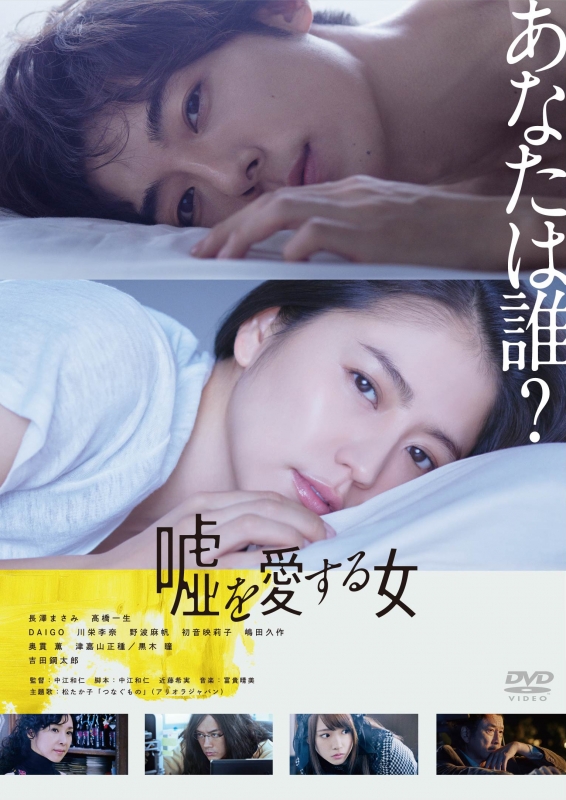 あなたは誰?
嘘を愛する女
長澤まさみ 髙橋一生
DAIGO 川栄李奈 野波麻帆 初音映莉子 嶋田久作
奥貫 薫 津嘉山正種/黒木 瞳
吉田鋼太郎
監督:中江和仁 脚本:中江和仁 近藤希実 音楽:富貴晴美
主題歌:松たか子「つなぐもの」(アリオラジャパン)
DVD
VIDEO